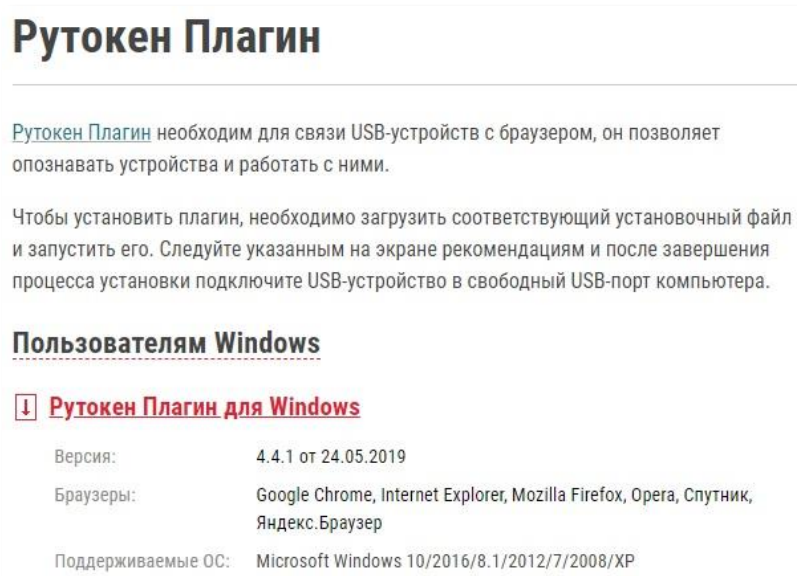 Рутокен Плагин
Рутокен Плагин необходим для связи USB-устройств с браузером, он позволяет
опознавать устройства и работать с ними.
Чтобы установить плагин, необходимо загрузить соответствующий установочный файл
и запустить его. Следуйте указанным на экране рекомендациям и после завершения
процесса установки подключите USB-устройство в свободный USB-порт компьютера.
Пользователям Windows
Рутокен Плагин для Windows
Версия: 4.4.1 от 24.05.2019
Браузеры: Google Chrome, Internet Explorer, Mozilla Firefox, Opera, Спутник,
Яндекс.Браузер
Поддерживаемые ОС: Microsoft Windows 10/2016/8.1/2012/7/2008/XP